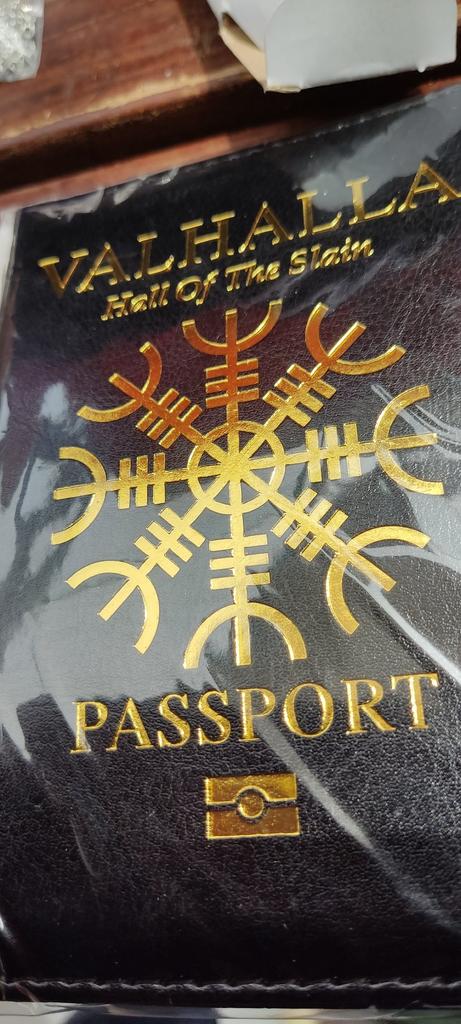 VALHALLA
Hall Of The Slain
PASSPORT